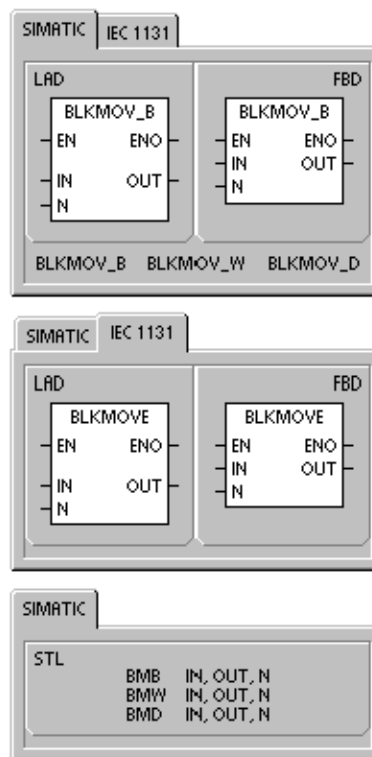 SIMATIC IEC 1131
LAD FBD
BLKMOV_B BLKMOV_B
EN ENO EN ENO
IN OUT
IN OUT N
N
BLKMOV_B BLKMOV_W BLKMOV_D
SIMATIC IEC 1131
LAD FBD
BLKMOVE BLKMOVE
EN ENO EN ENO
IN OUT
IN OUT N
N
SIMATIC
STL
BMB IN, OUT, N
BMW IN, OUT, N
BMD IN, OUT, N